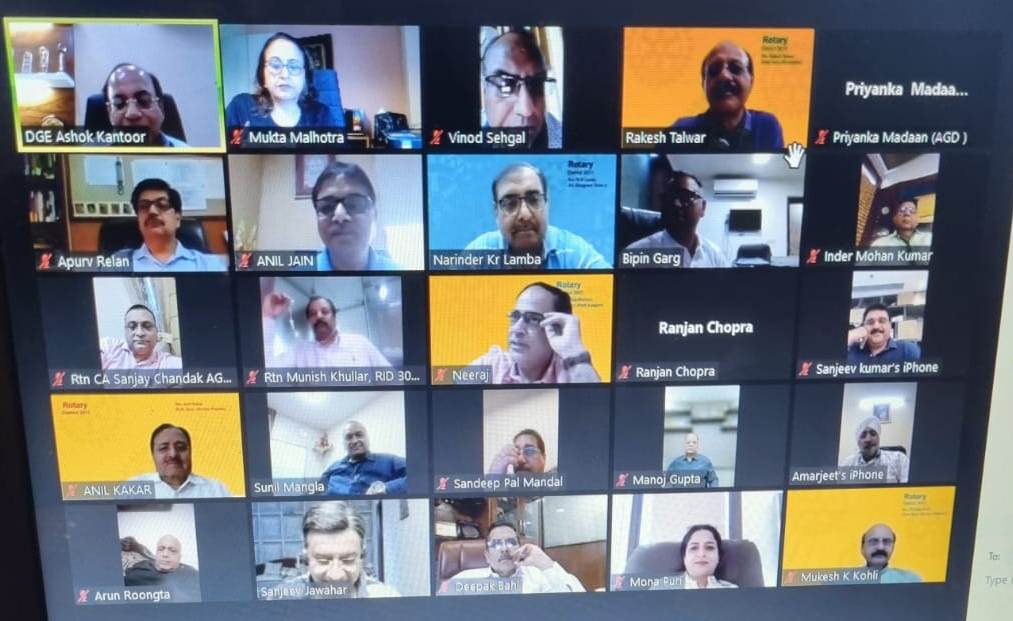 DGE Ashok Kantoor
Mukta Malhotra
Vinod Sehgal
Rotary
Rakesh Talwar
Priyanka Madaa...
Priyanka Madaan (AGD )
Apurv Relan
ANIL JAIN
Rotary
Narinder Kr Lamba
Bipin Garg
Inder Mohan Kumar
Rtn CA Sanjay Chandak AG...
Rtn Munish Khullar, RID 30...
Rotary
Neeraj
Ranjan Chopra
Ranjan Chopra
Sanjeev kumar's iPhone
Rotary
ANIL KAKAR
Sunil Mangla
Sandeep Pal Mandal
Manoj Gupta
Amarjeet's iPhone
Arun Roongta
Sanjeev Jawahar
Deepak Bahl
Mona Puri
Rotary
Mukesh K Kohli
To:
Type